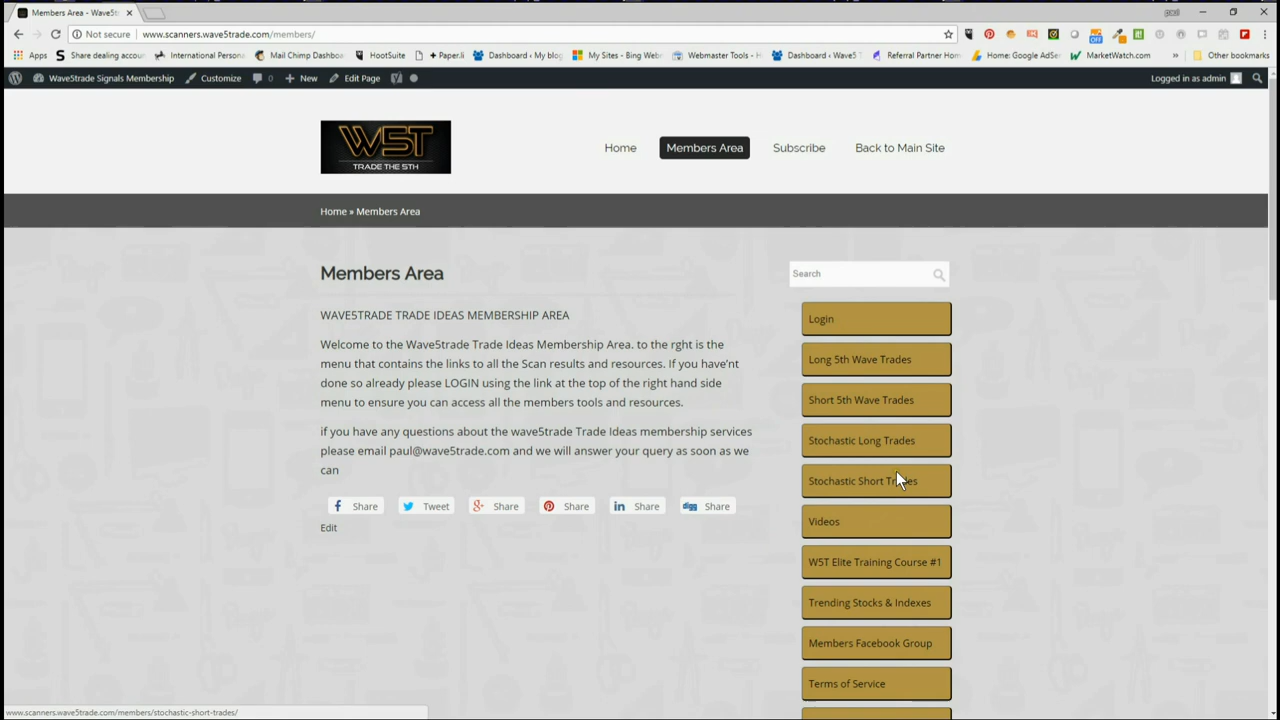 Members Area - Wave5t
Not secure
www.scanners.wave5trade.com/members/
Apps
Share dealing accoun
International Persona
Mail Chimp Dashboa
HootSuite
+ Paper.li
Dashboard ‹ My blog
My Sites - Bing Web
Webmaster Tools - H
Dashboard ‹ Wave5 T
Referral Partner Hom
Home: Google AdSen
MarketWatch.com
»
Other bookmarks
Wave5trade Signals Membership
Customize
0
New
Edit Page
Logged in as admin
W5T
TRADE THE 5TH
Home
Members Area
Subscribe
Back to Main Site
Home » Members Area
Members Area
WAVE5TRADE TRADE IDEAS MEMBERSHIP AREA
Welcome to the Wave5trade Trade Ideas Membership Area. to the rght is the
menu that contains the links to all the Scan results and resources. If you have'nt
done so already please LOGIN using the link at the top of the right hand side
menu to ensure you can access all the members tools and resources.
if you have any questions about the wave5trade Trade Ideas membership services
please email paul@wave5trade.com and we will answer your query as soon as we
can
Share
Tweet
Share
Share
Share
Share
Edit
Search
Login
Long 5th Wave Trades
Short 5th Wave Trades
Stochastic Long Trades
Stochastic Short Trades
Videos
W5T Elite Training Course #1
Trending Stocks & Indexes
Members Facebook Group
Terms of Service
www.scanners.wave5trade.com/members/stochastic-short-trades/